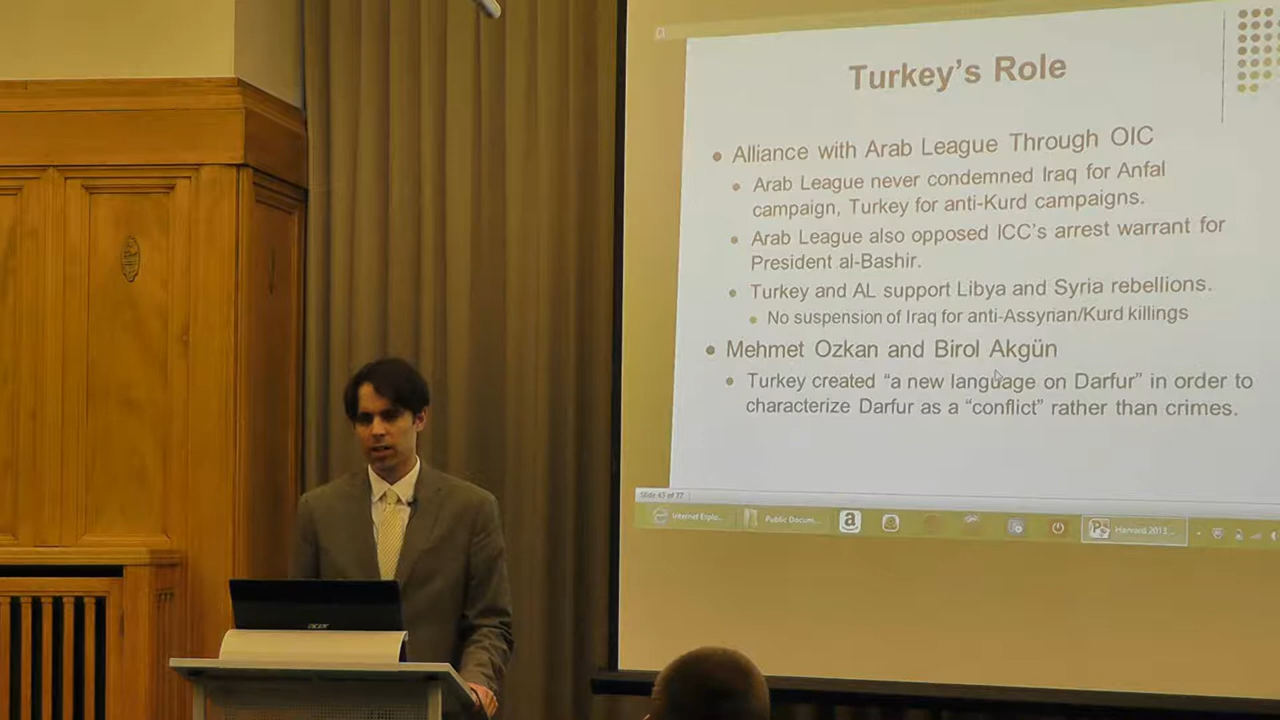 Turkey's Role
• Alliance with Arab League Through OIC
• Arab League never condemned Iraq for Anfal
campaign, Turkey for anti-Kurd campaigns.
• Arab League also opposed ICC's arrest warrant for
President al-Bashir.
• Turkey and AL support Libya and Syria rebellions.
• No suspension of Iraq for anti-Assyrian/Kurd killings
• Mehmet Ozkan and Birol Akgün
• Turkey created “a new language on Darfur” in order to
characterize Darfur as a “conflict” rather than crimes.
Slide 43 of 77
Internet Explo...
Public Docum...
a
Harvard 2013...
acer